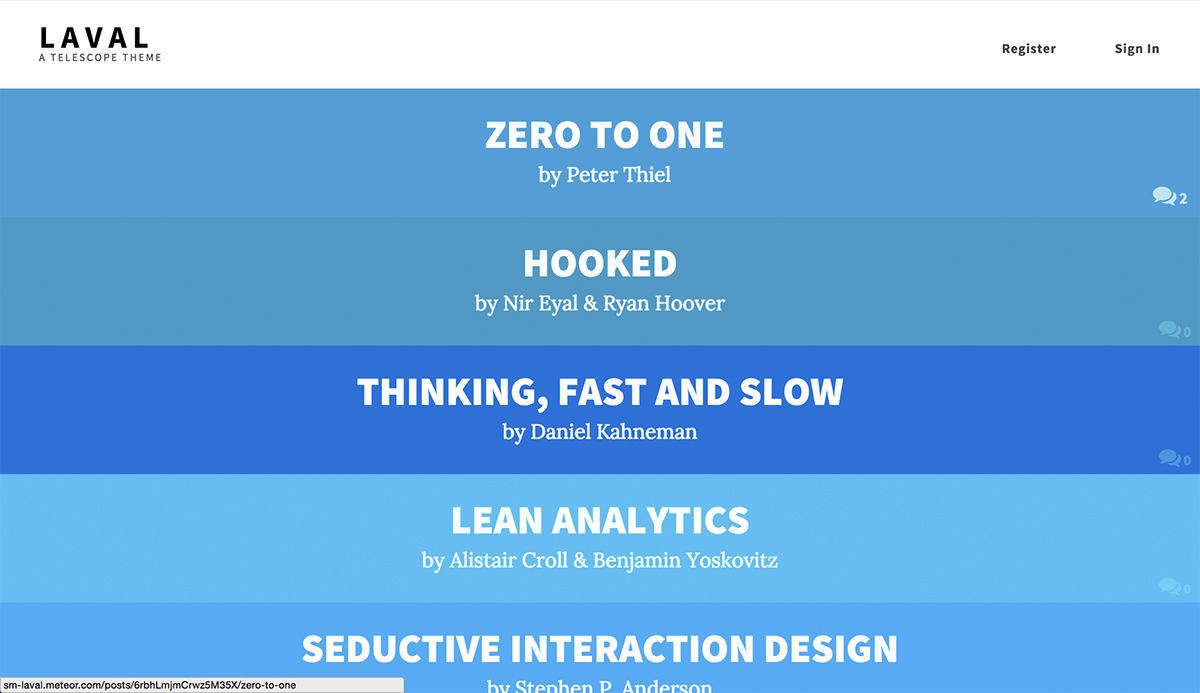 LAVAL
A TELESCOPE THEME
Register
Sign In
ZERO TO ONE
by Peter Thiel
2
HOOKED
by Nir Eyal & Ryan Hoover
0
THINKING, FAST AND SLOW
by Daniel Kahneman
0
LEAN ANALYTICS
by Alistair Croll & Benjamin Yoskovitz
0
SEDUCTIVE INTERACTION DESIGN
by Stephen P. Anderson
sm-laval.meteor.com/posts/6rbhLmjmCrwz5M35X/zero-to-one